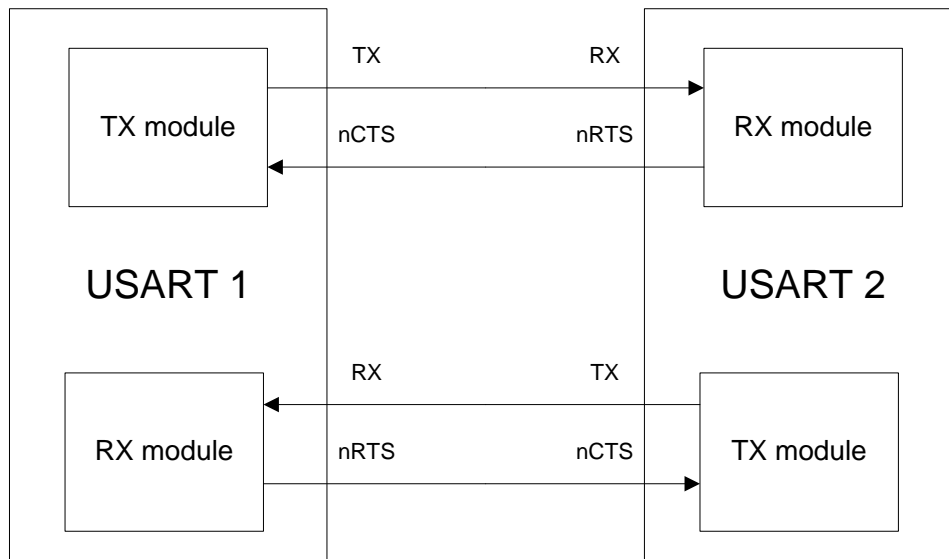 TX RX
TX module RX module
nCTS nRTS
USART 1 USART 2
RX TX
RX module TX module
nRTS nCTS